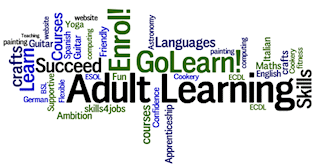 Teaching
website
painting
Guitar
Yoga
website
Courses
Spanish
Guitar
computing
Friendly
Enrol!
Astronomy
Languages
painting
computing
Italian
crafts
Cookery
fitness
crafts
Learn
Succeed
GoLearn!
Maths
English
Skills
German
BSL
Supportive
Flexible
ESOL
Fun
Cookery
ECDL
Adult Learning
skills4jobs
Ambition
courses
Confidence
Apprenticeship
ECDL